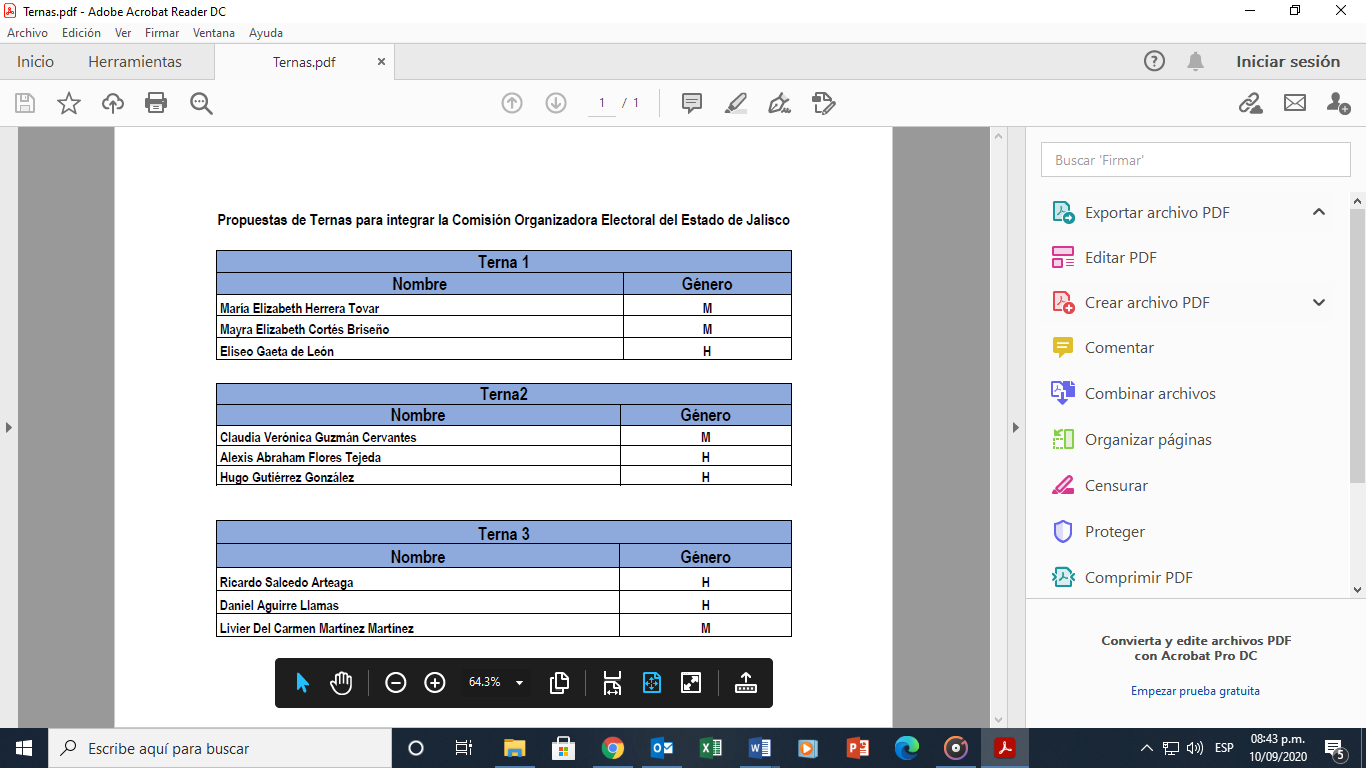 Ternas.pdf - Adobe Acrobat Reader DC
Archivo Edición Ver Firmar Ventana Ayuda
Inicio Herramientas Ternas.pdf × Iniciar sesión
1 / 1
Propuestas de Ternas para integrar la Comisión Organizadora Electoral del Estado de Jalisco
Terna 1
Nombre Género
María Elizabeth Herrera Tovar M
Mayra Elizabeth Cortés Briseño M
Eliseo Gaeta de León H
Terna2
Nombre Género
Claudia Verónica Guzmán Cervantes M
Alexis Abraham Flores Tejeda H
Hugo Gutiérrez González H
Terna 3
Nombre Género
Ricardo Salcedo Arteaga H
Daniel Aguirre Llamas H
Livier Del Carmen Martínez Martínez M
64.3%
Buscar 'Firmar'
Exportar archivo PDF
Editar PDF
Crear archivo PDF
Comentar
Combinar archivos
Organizar páginas
Censurar
Proteger
Comprimir PDF
Convierta y edite archivos PDF
con Acrobat Pro DC
Empezar prueba gratuita
Escribe aquí para buscar
ESP
08:43 p.m.
10/09/2020
5